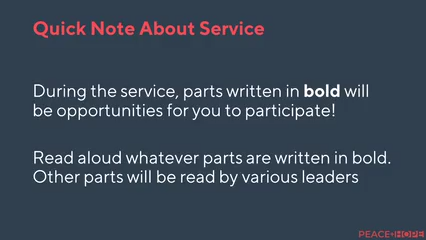 Quick Note About Service
During the service, parts written in bold will
be opportunities for you to participate!
Read aloud whatever parts are written in bold.
Other parts will be read by various leaders
PEACE+HOPE